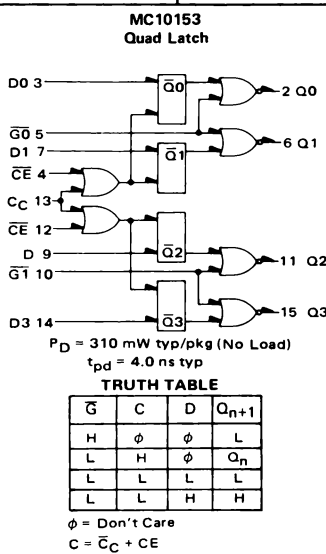 MC10153
Quad Latch
D0 3
Q̅0
2 Q0
G̅0̅ 5
D1 7
Q̅1
6 Q1
C̅E̅ 4
CC 13
C̅E̅ 12
D 9
Q̅2
11 Q2
G̅1̅ 10
D3 14
Q̅3
15 Q3
PD = 310 mW typ/pkg (No Load)
tpd = 4.0 ns typ
TRUTH TABLE
G̅ C D Qn+1
H ϕ ϕ L
L H ϕ Qn
L L L L
L L H H
ϕ = Don't Care
C = C̅C + CE